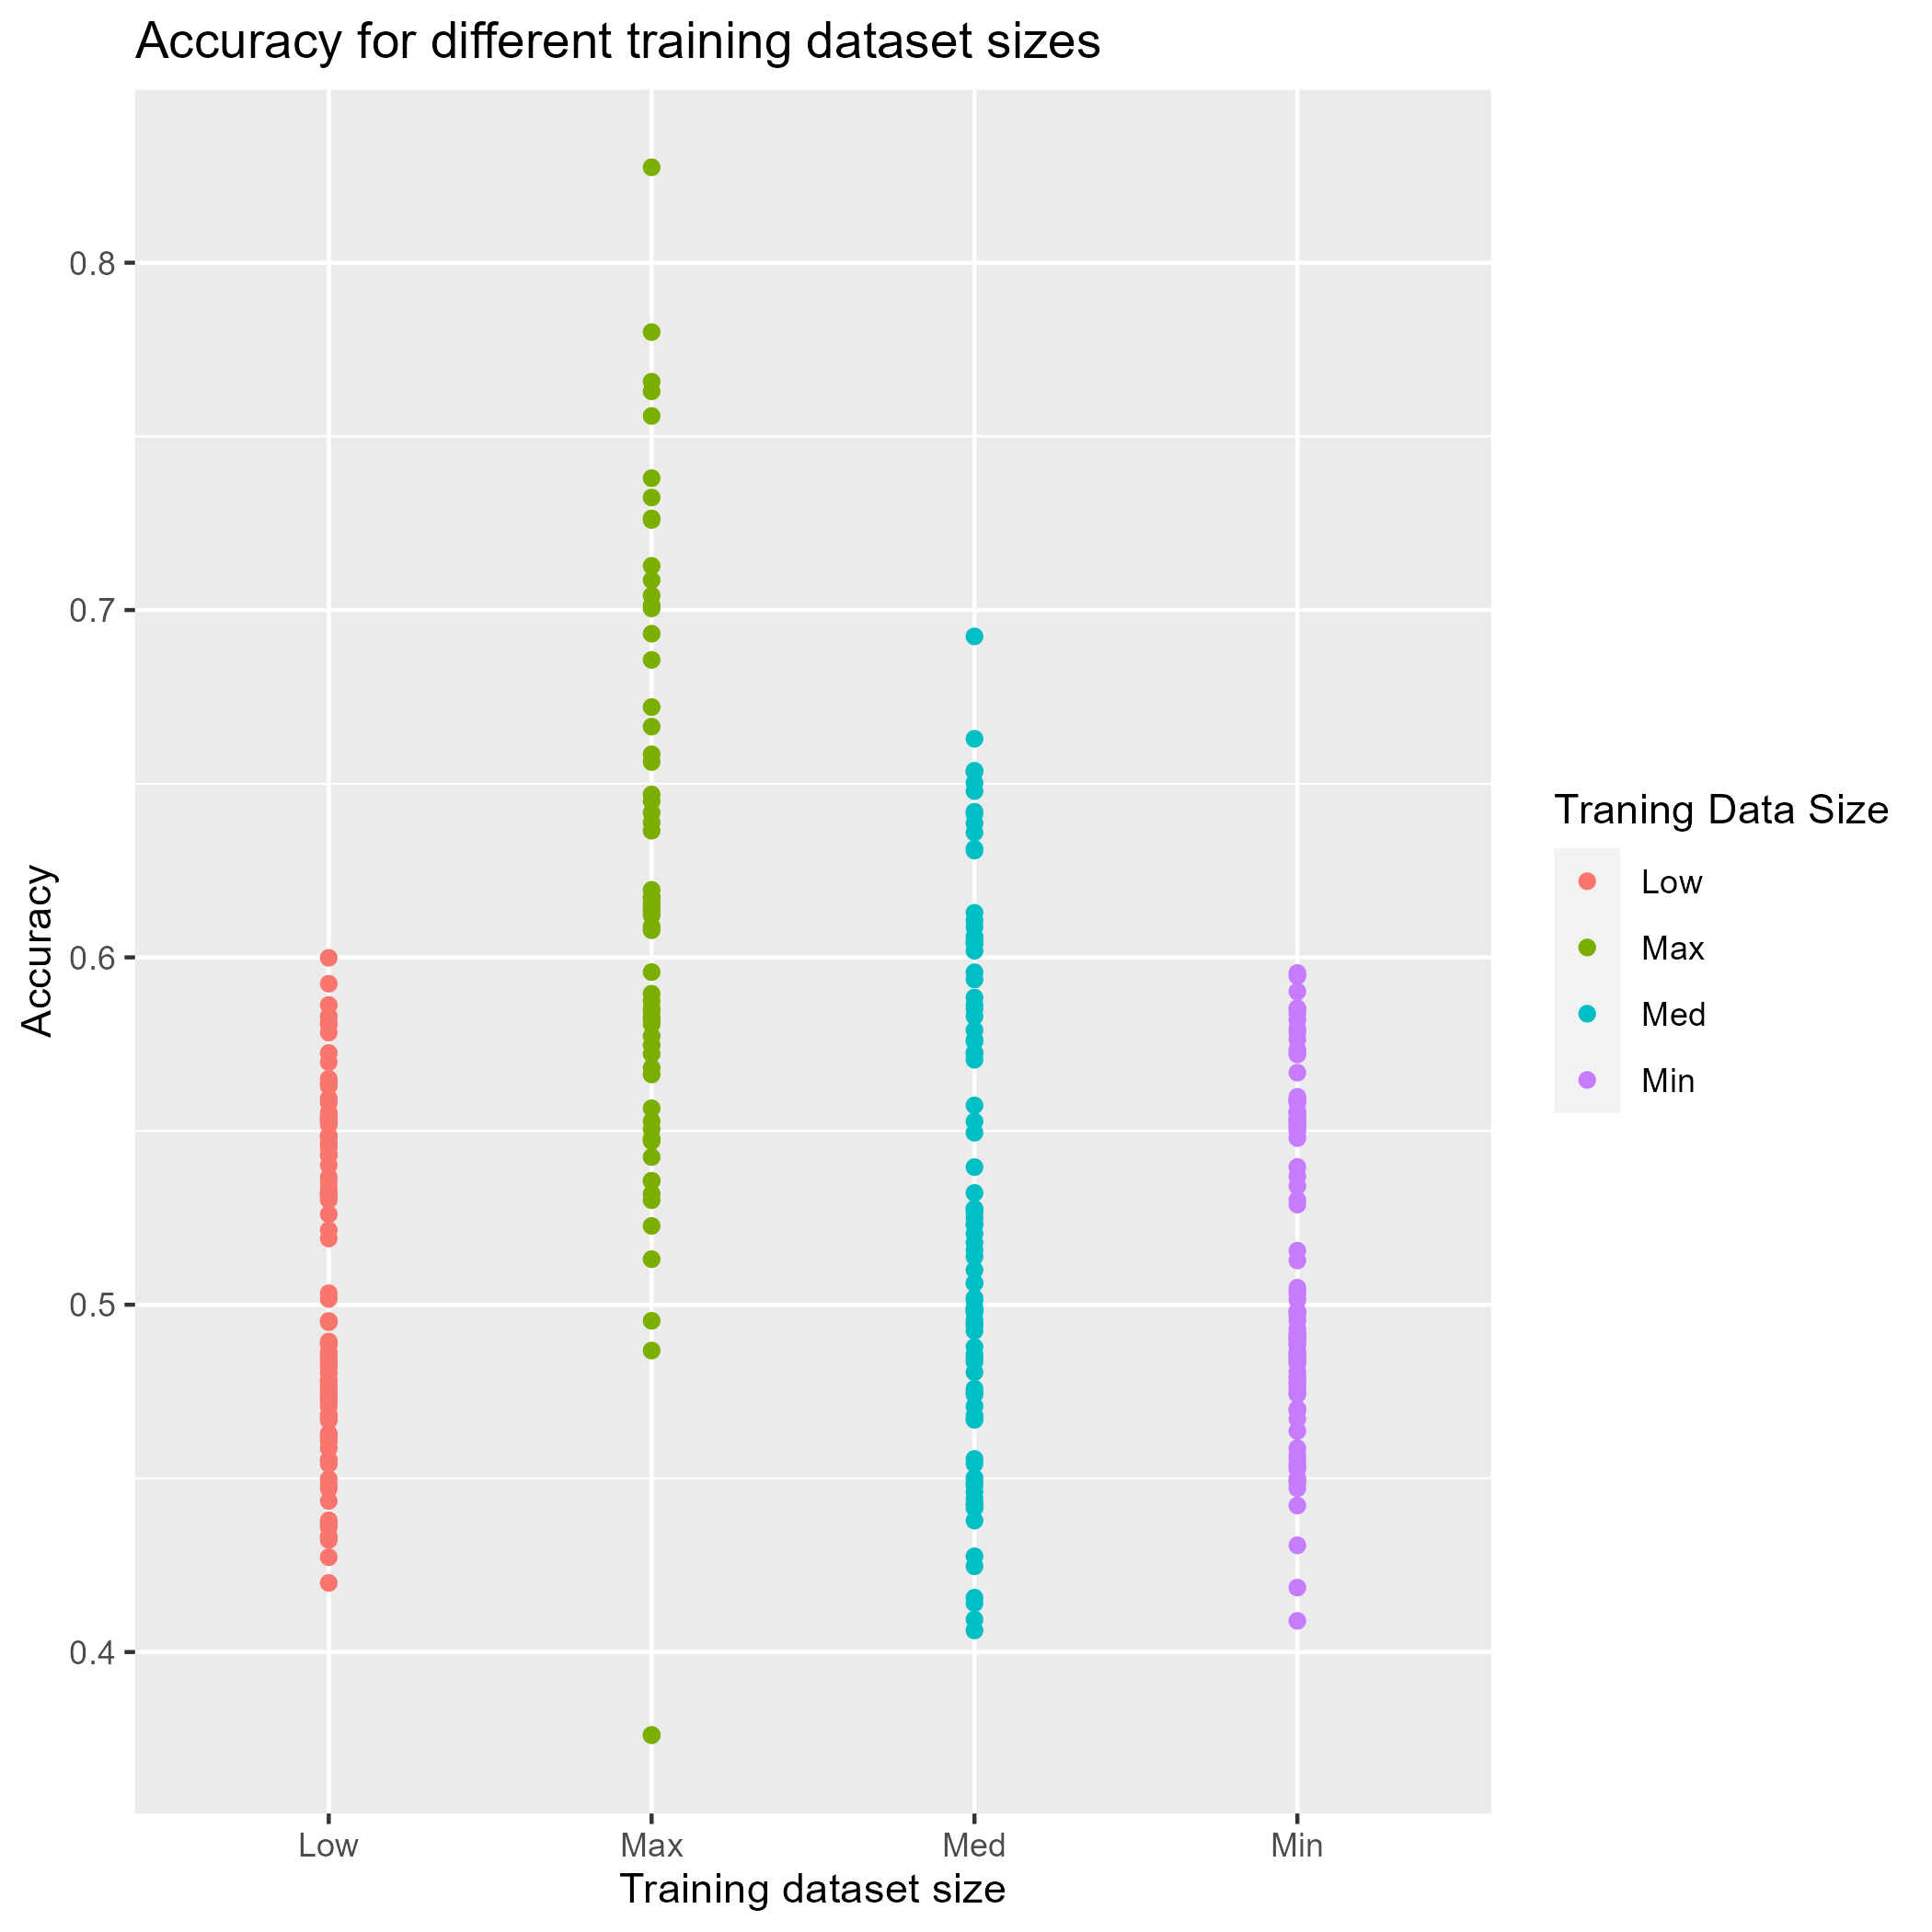 Accuracy for different training dataset sizes
Accuracy
0.8
0.7
0.6
0.5
0.4
Low Max Med Min
Training dataset size
Traning Data Size
Low
Max
Med
Min